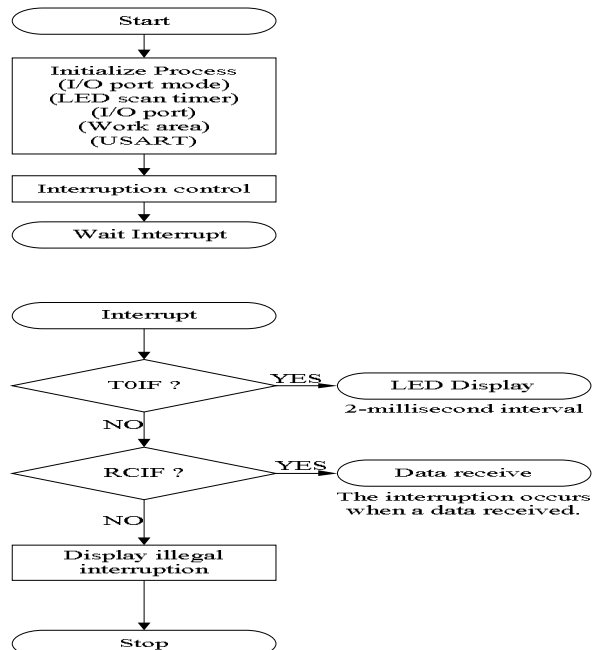 Start
Initialize Process
(I/O port mode)
(LED scan timer)
(I/O port)
(Work area)
(USART)
Interruption control
Wait Interrupt
Interrupt
T0IF ?
YES
LED Display
2-millisecond interval
NO
RCIF ?
YES
Data receive
The interruption occurs
when a data received.
NO
Display illegal
interruption
Stop